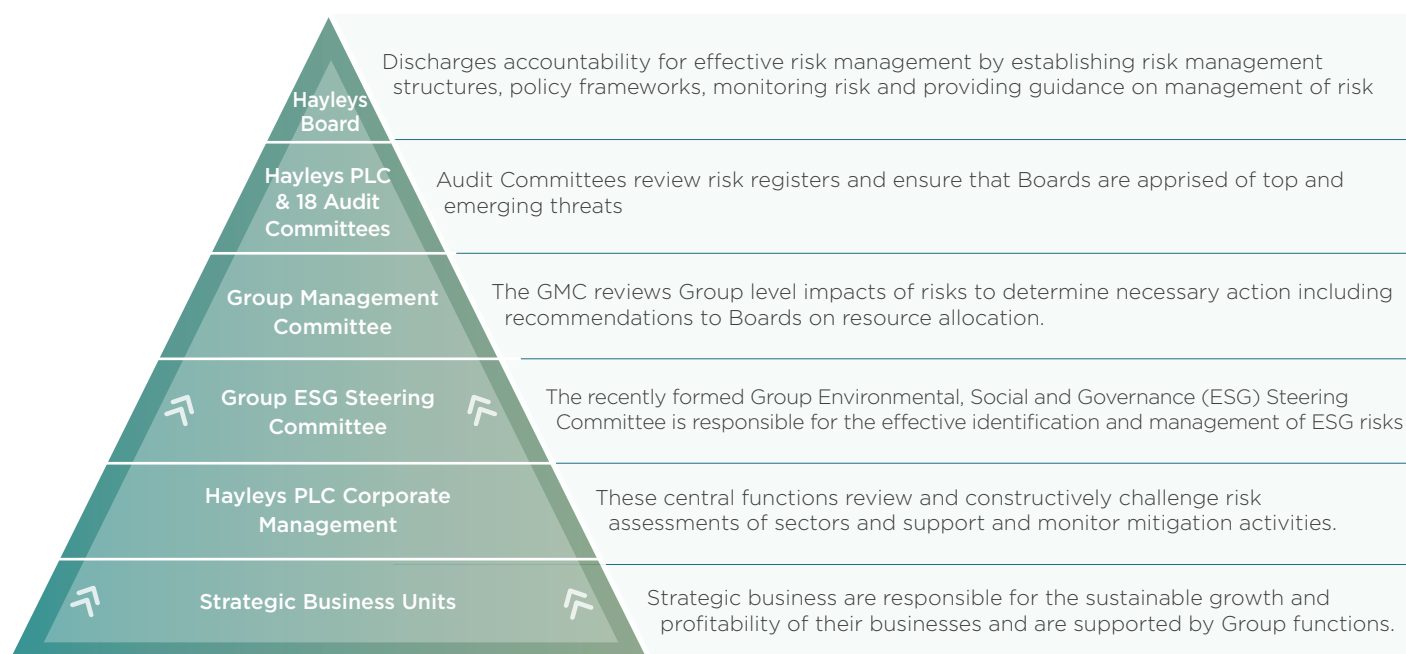 Hayleys
Board
Discharges accountability for effective risk management by establishing risk management
structures, policy frameworks, monitoring risk and providing guidance on management of risk
Hayleys PLC
& 18 Audit
Committees
Audit Committees review risk registers and ensure that Boards are apprised of top and
emerging threats
Group Management
Committee
The GMC reviews Group level impacts of risks to determine necessary action including
recommendations to Boards on resource allocation.
Group ESG Steering
Committee
The recently formed Group Environmental, Social and Governance (ESG) Steering
Committee is responsible for the effective identification and management of ESG risks
Hayleys PLC Corporate
Management
These central functions review and constructively challenge risk
assessments of sectors and support and monitor mitigation activities.
Strategic Business Units
Strategic business are responsible for the sustainable growth and
profitability of their businesses and are supported by Group functions.